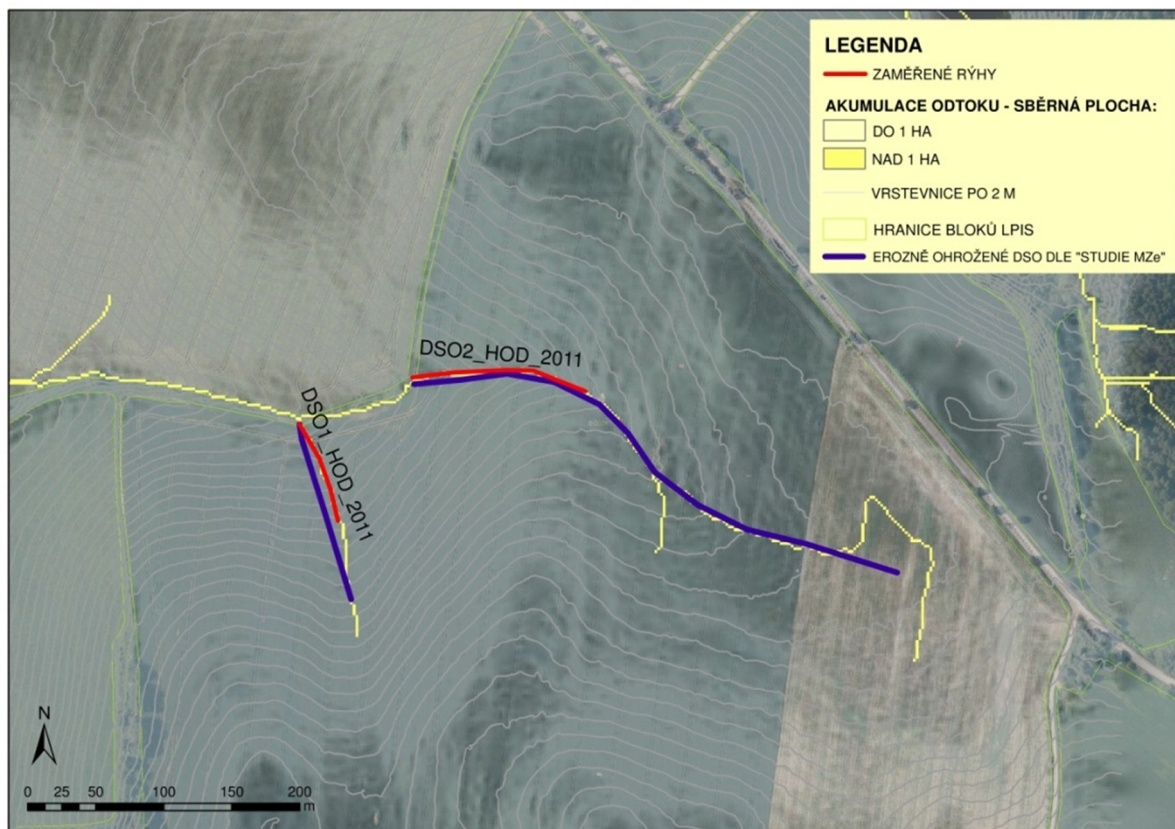 LEGENDA
ZAMĚŘENÉ RÝHY
AKUMULACE ODTOKU - SBĚRNÁ PLOCHA:
DO 1 HA
NAD 1 HA
VRSTEVNICE PO 2 M
HRANICE BLOKŮ LPIS
EROZNĚ OHROŽENÉ DSO DLE "STUDIE MZe"
DSO2_HOD_2011
DSO1_HOD_2011
N
0 25 50 100 150 200
m